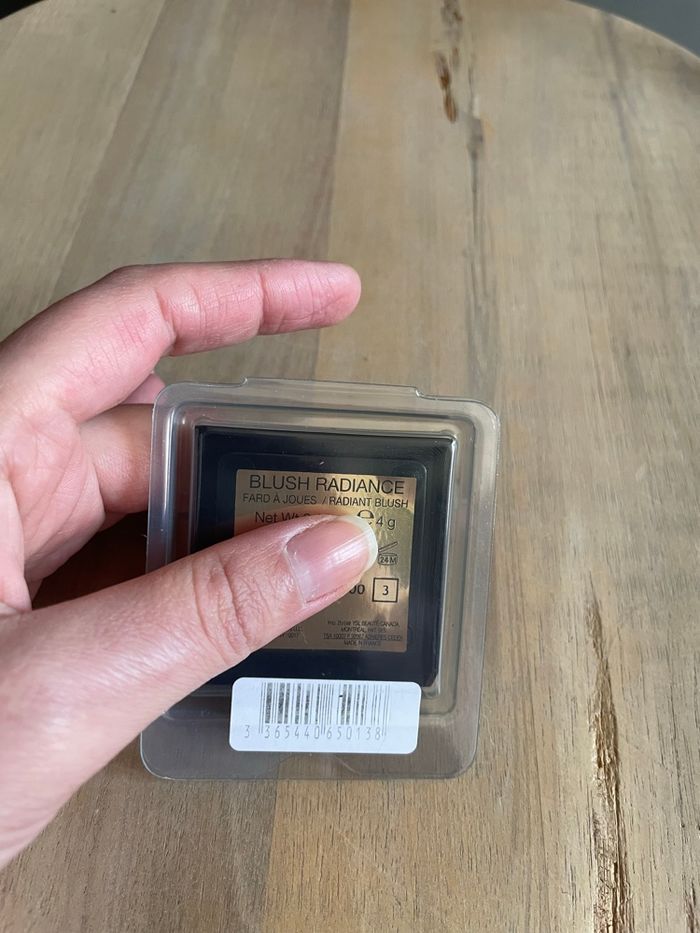 BLUSH RADIANCE
FARD À JOUES / RADIANT BLUSH
Net Wt 4 g
24M
3
YSL BEAUTÉ CANADA,
MONTREAL
MADE IN FRANCE
3 365440 650138